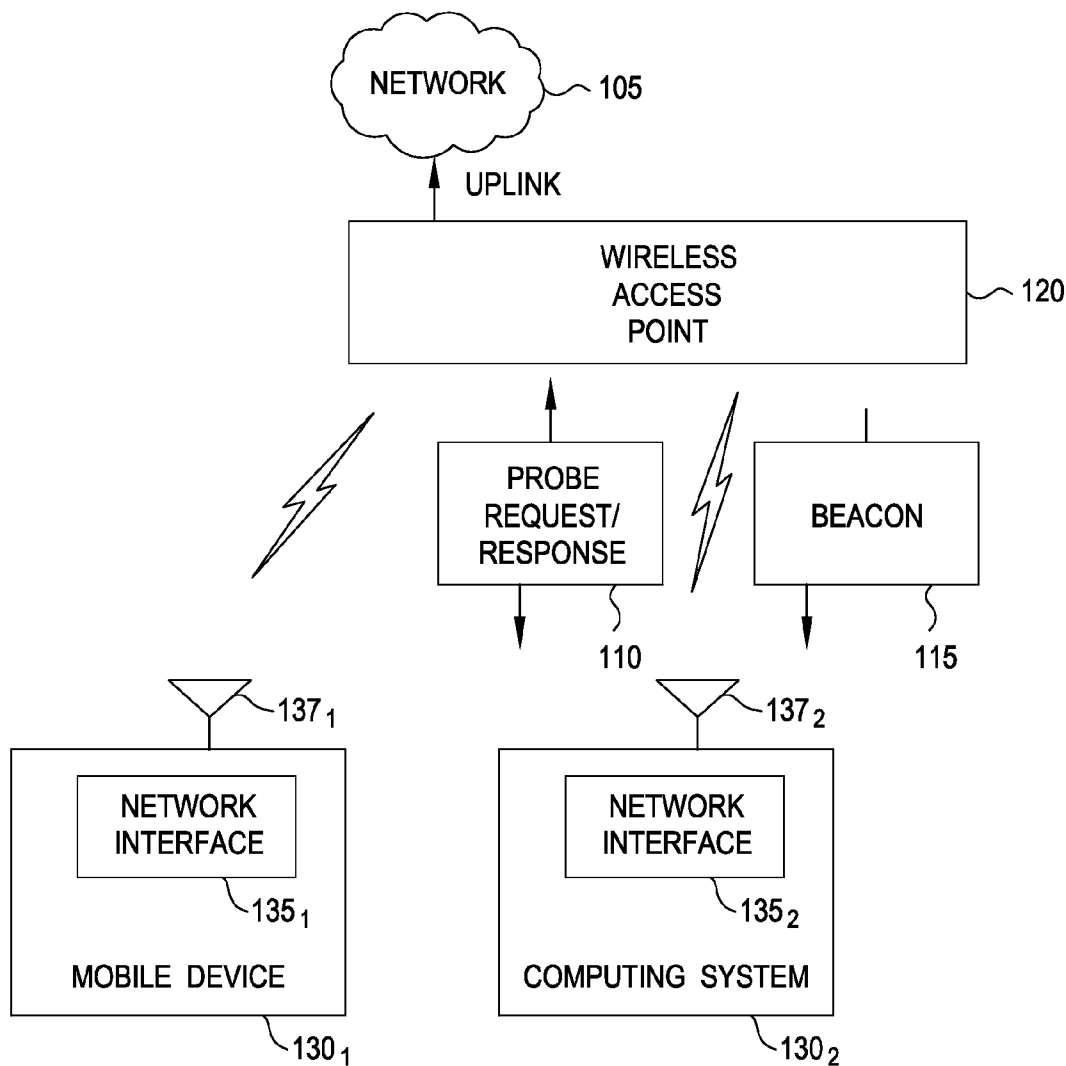 NETWORK
105
UPLINK
WIRELESS
ACCESS
POINT
120
PROBE
REQUEST/
RESPONSE
BEACON
110
115
137₁
137₂
NETWORK
INTERFACE
NETWORK
INTERFACE
135₁
135₂
MOBILE DEVICE
COMPUTING SYSTEM
130₁
130₂